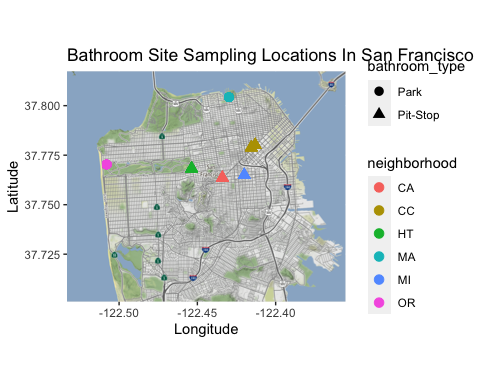 Bathroom Site Sampling Locations In San Francisco
bathroom_type
Park
Pit-Stop
neighborhood
CA
CC
HT
MA
MI
OR
Latitude
37.800
37.775
37.750
37.725
-122.50
-122.45
-122.40
Longitude